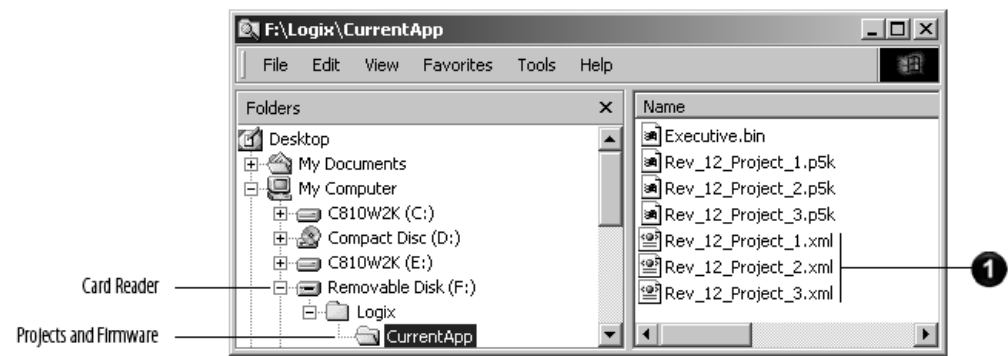 F:\Logix\CurrentApp
File Edit View Favorites Tools Help
Folders
Desktop
My Documents
My Computer
C810W2K (C:)
Compact Disc (D:)
C810W2K (E:)
Removable Disk (F:)
Logix
CurrentApp
Name
Executive.bin
Rev_12_Project_1.p5k
Rev_12_Project_2.p5k
Rev_12_Project_3.p5k
Rev_12_Project_1.xml
Rev_12_Project_2.xml
Rev_12_Project_3.xml
1
Card Reader
Projects and Firmware